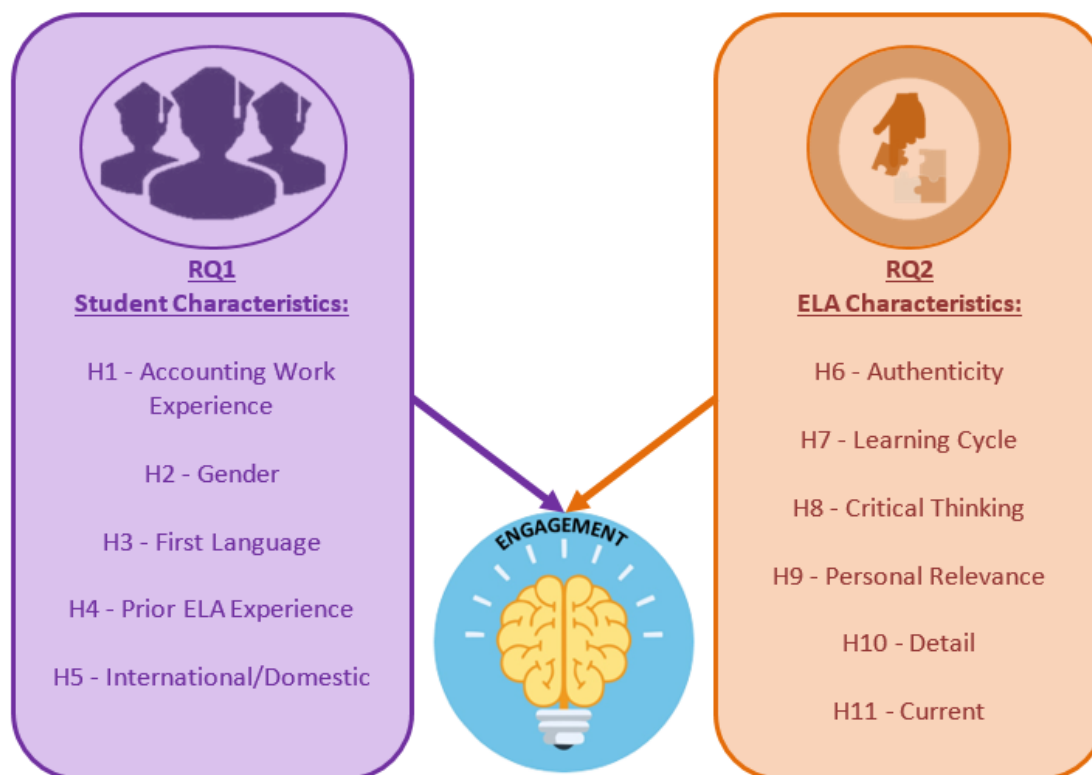 RQ1
Student Characteristics:
H1 - Accounting Work
Experience
H2 - Gender
H3 - First Language
H4 - Prior ELA Experience
H5 - International/Domestic
RQ2
ELA Characteristics:
H6 - Authenticity
H7 - Learning Cycle
H8 - Critical Thinking
H9 - Personal Relevance
H10 - Detail
H11 - Current
ENGAGEMENT